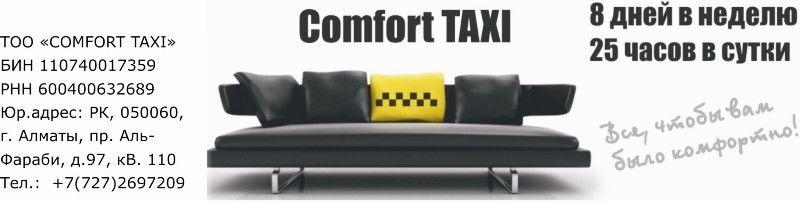 ТОО «COMFORT TAXI»
БИН 110740017359
РНН 600400632689
Юр.адрес: РК, 050060,
г. Алматы, пр. Аль-
Фараби, д.97, кВ. 110
Тел.: +7(727)2697209
Comfort TAXI
8 дней в неделю
25 часов в сутки
Все, чтобы вам
было комфортно!